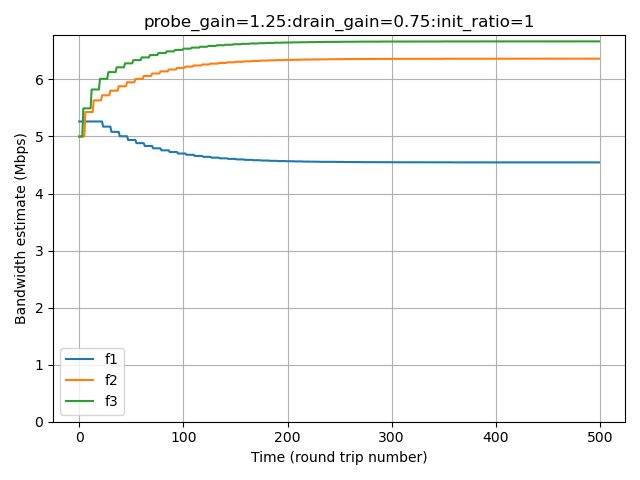 probe_gain=1.25:drain_gain=0.75:init_ratio=1
Bandwidth estimate (Mbps)
6
5
4
3
2
1
0
f1
f2
f3
0 100 200 300 400 500
Time (round trip number)